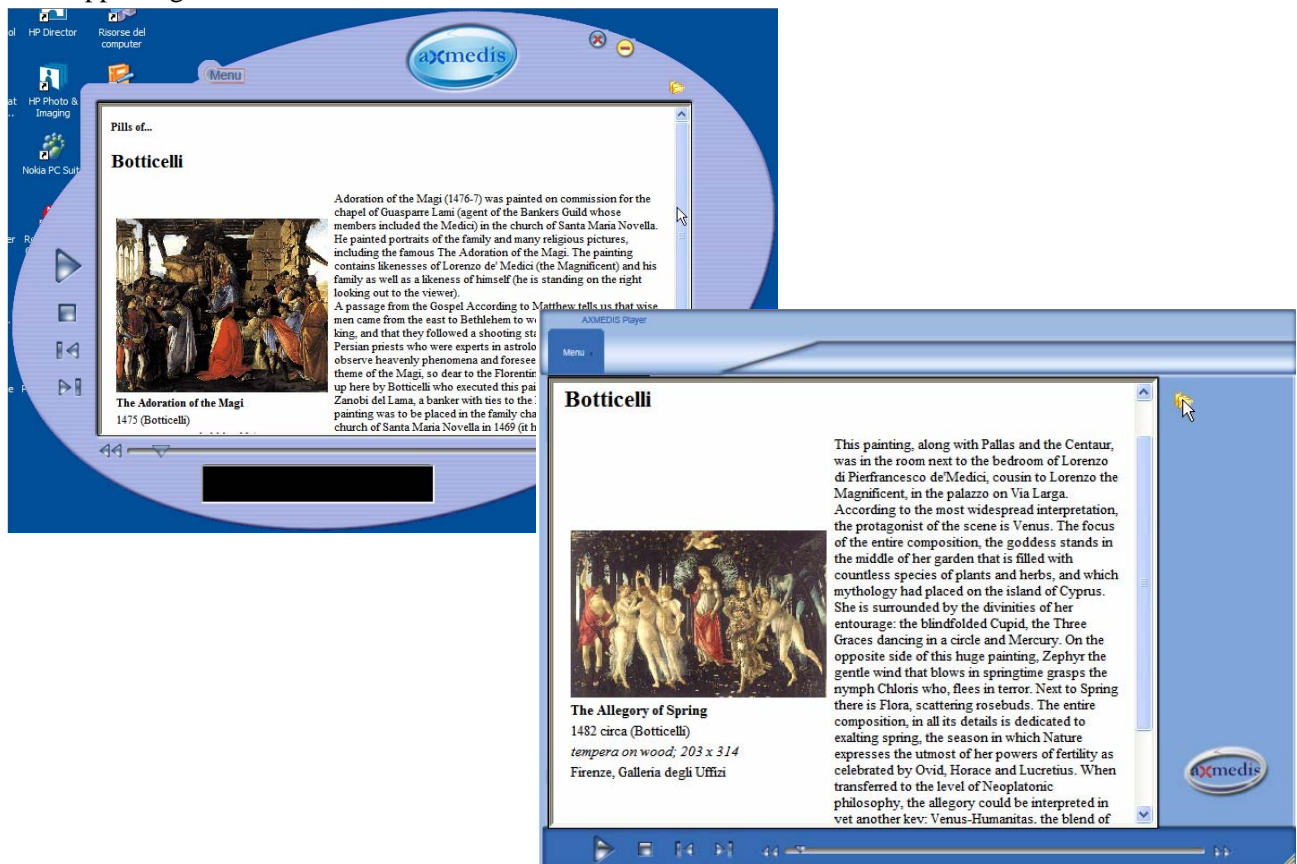 HP Director
Risorse del
computer
HP Photo &
Imaging
Nokia PC Suit
axmedis
Menu
Pills of...
Botticelli
Adoration of the Magi (1476-7) was painted on commission for the
chapel of Guasparre Lami (agent of the Bankers Guild whose
members included the Medici) in the church of Santa Maria Novella.
He painted portraits of the family and many religious pictures,
including the famous The Adoration of the Magi. The painting
contains likenesses of Lorenzo de' Medici (the Magnificent) and his
family as well as a likeness of himself (he is standing on the right
looking out to the viewer).
A passage from the Gospel According to Matthew tells us that wise
men came from the east to Bethlehem to
king, and that they followed a shooting
Persian priests who were experts in
observe heavenly phenomena and
theme of the Magi, so dear to the
up here by Botticelli who executed this
Zanobi del Lama, a banker with ties to the
painting was to be placed in the family
church of Santa Maria Novella in 1469 (it
The Adoration of the Magi
1475 (Botticelli)
AXMEDIS Player
Menu
Botticelli
This painting, along with Pallas and the Centaur,
was in the room next to the bedroom of Lorenzo
di Pierfrancesco de'Medici, cousin to Lorenzo the
Magnificent, in the palazzo on Via Larga.
According to the most widespread interpretation,
the protagonist of the scene is Venus. The focus
of the entire composition, the goddess stands in
the middle of her garden that is filled with
countless species of plants and herbs, and which
mythology had placed on the island of Cyprus.
She is surrounded by the divinities of her
entourage: the blindfolded Cupid, the Three
Graces dancing in a circle and Mercury. On the
opposite side of this huge painting, Zephyr the
gentle wind that blows in springtime grasps the
nymph Chloris who, flees in terror. Next to Spring
there is Flora, scattering rosebuds. The entire
composition, in all its details is dedicated to
exalting spring, the season in which Nature
expresses the utmost of her powers of fertility as
celebrated by Ovid, Horace and Lucretius. When
transferred to the level of Neoplatonic
philosophy, the allegory could be interpreted in
yet another key: Venus-Humanitas, the blend of
The Allegory of Spring
1482 circa (Botticelli)
tempera on wood; 203 x 314
Firenze, Galleria degli Uffizi
axmedis